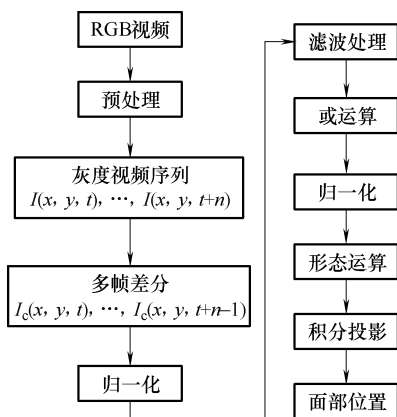 RGB视频
预处理
灰度视频序列
I(x, y, t), ···, I(x, y, t+n)
多帧差分
Ic(x, y, t), ···, Ic(x, y, t+n–1)
归一化
滤波处理
或运算
归一化
形态运算
积分投影
面部位置